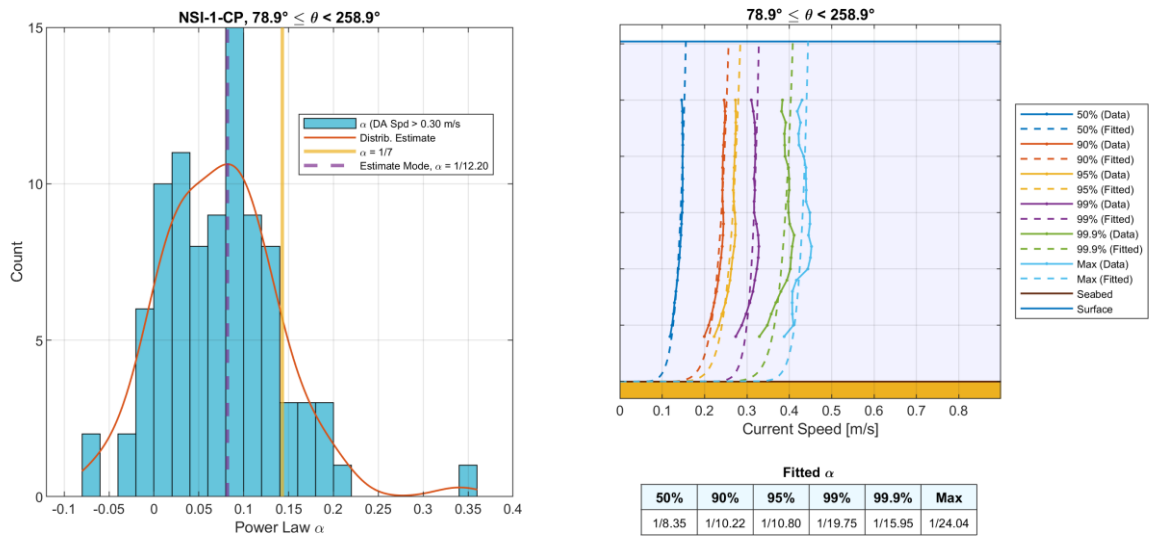 NSI-1-CP, 78.9° ≤ θ < 258.9°
15
10
5
0
Count
-0.1 -0.05 0 0.05 0.1 0.15 0.2 0.25 0.3 0.35 0.4
Power Law α
α (DA Spd > 0.30 m/s
Distrib. Estimate
α = 1/7
Estimate Mode, α = 1/12.20
78.9° ≤ θ < 258.9°
0 0.1 0.2 0.3 0.4 0.5 0.6 0.7 0.8
Current Speed [m/s]
50% (Data)
50% (Fitted)
90% (Data)
90% (Fitted)
95% (Data)
95% (Fitted)
99% (Data)
99% (Fitted)
99.9% (Data)
99.9% (Fitted)
Max (Data)
Max (Fitted)
Seabed
Surface
Fitted α
50% 90% 95% 99% 99.9% Max
1/8.35 1/10.22 1/10.80 1/19.75 1/15.95 1/24.04